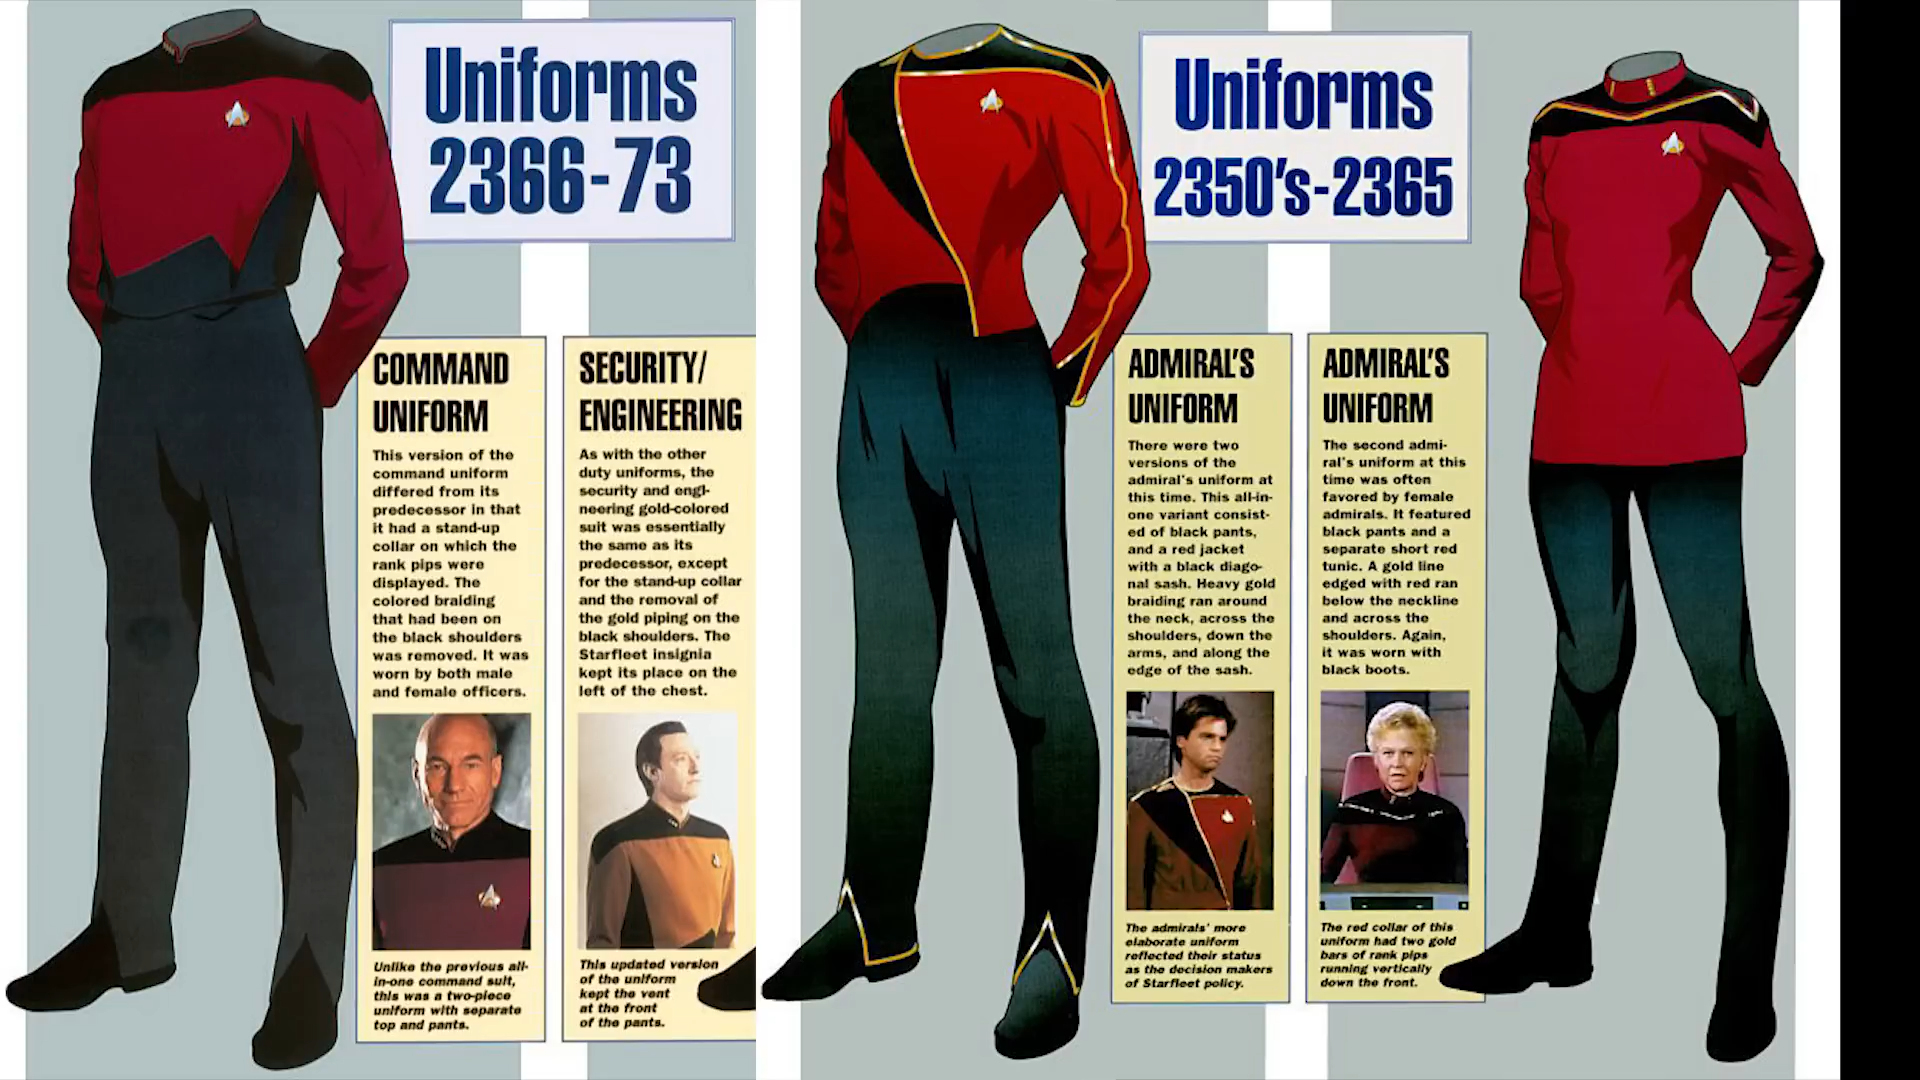 Uniforms
2366-73
COMMAND
UNIFORM
This version of the
command uniform
differed from its
predecessor in that
it had a stand-up
collar on which the
rank pips were
displayed. The
colored braiding
that had been on
the black shoulders
was removed. It was
worn by both male
and female officers.
Unlike the previous all-
in-one command suit,
this was a two-piece
uniform with separate
top and pants.
SECURITY/
ENGINEERING
As with the other
duty uniforms, the
security and engi-
neering gold-colored
suit was essentially
the same as its
predecessor, except
for the stand-up collar
and the removal of
the gold piping on the
black shoulders. The
Starfleet insignia
kept its place on the
left of the chest.
This updated version
of the uniform
kept the vent
at the front
of the pants.
Uniforms
2350's-2365
ADMIRAL'S
UNIFORM
There were two
versions of the
admiral's uniform at
this time. This all-in-
one variant consist-
ed of black pants,
and a red jacket
with a black diago-
nal sash. Heavy gold
braiding ran around
the neck, across the
shoulders, down the
arms, and along the
edge of the sash.
The admirals' more
elaborate uniform
reflected their status
as the decision makers
of Starfleet policy.
ADMIRAL'S
UNIFORM
The second admi-
ral's uniform at this
time was often
favored by female
admirals. It featured
black pants and a
separate short red
tunic. A gold line
edged with red ran
below the neckline
and across the
shoulders. Again,
it was worn with
black boots.
The red collar of this
uniform had two gold
bars of rank pips
running vertically
down the front.